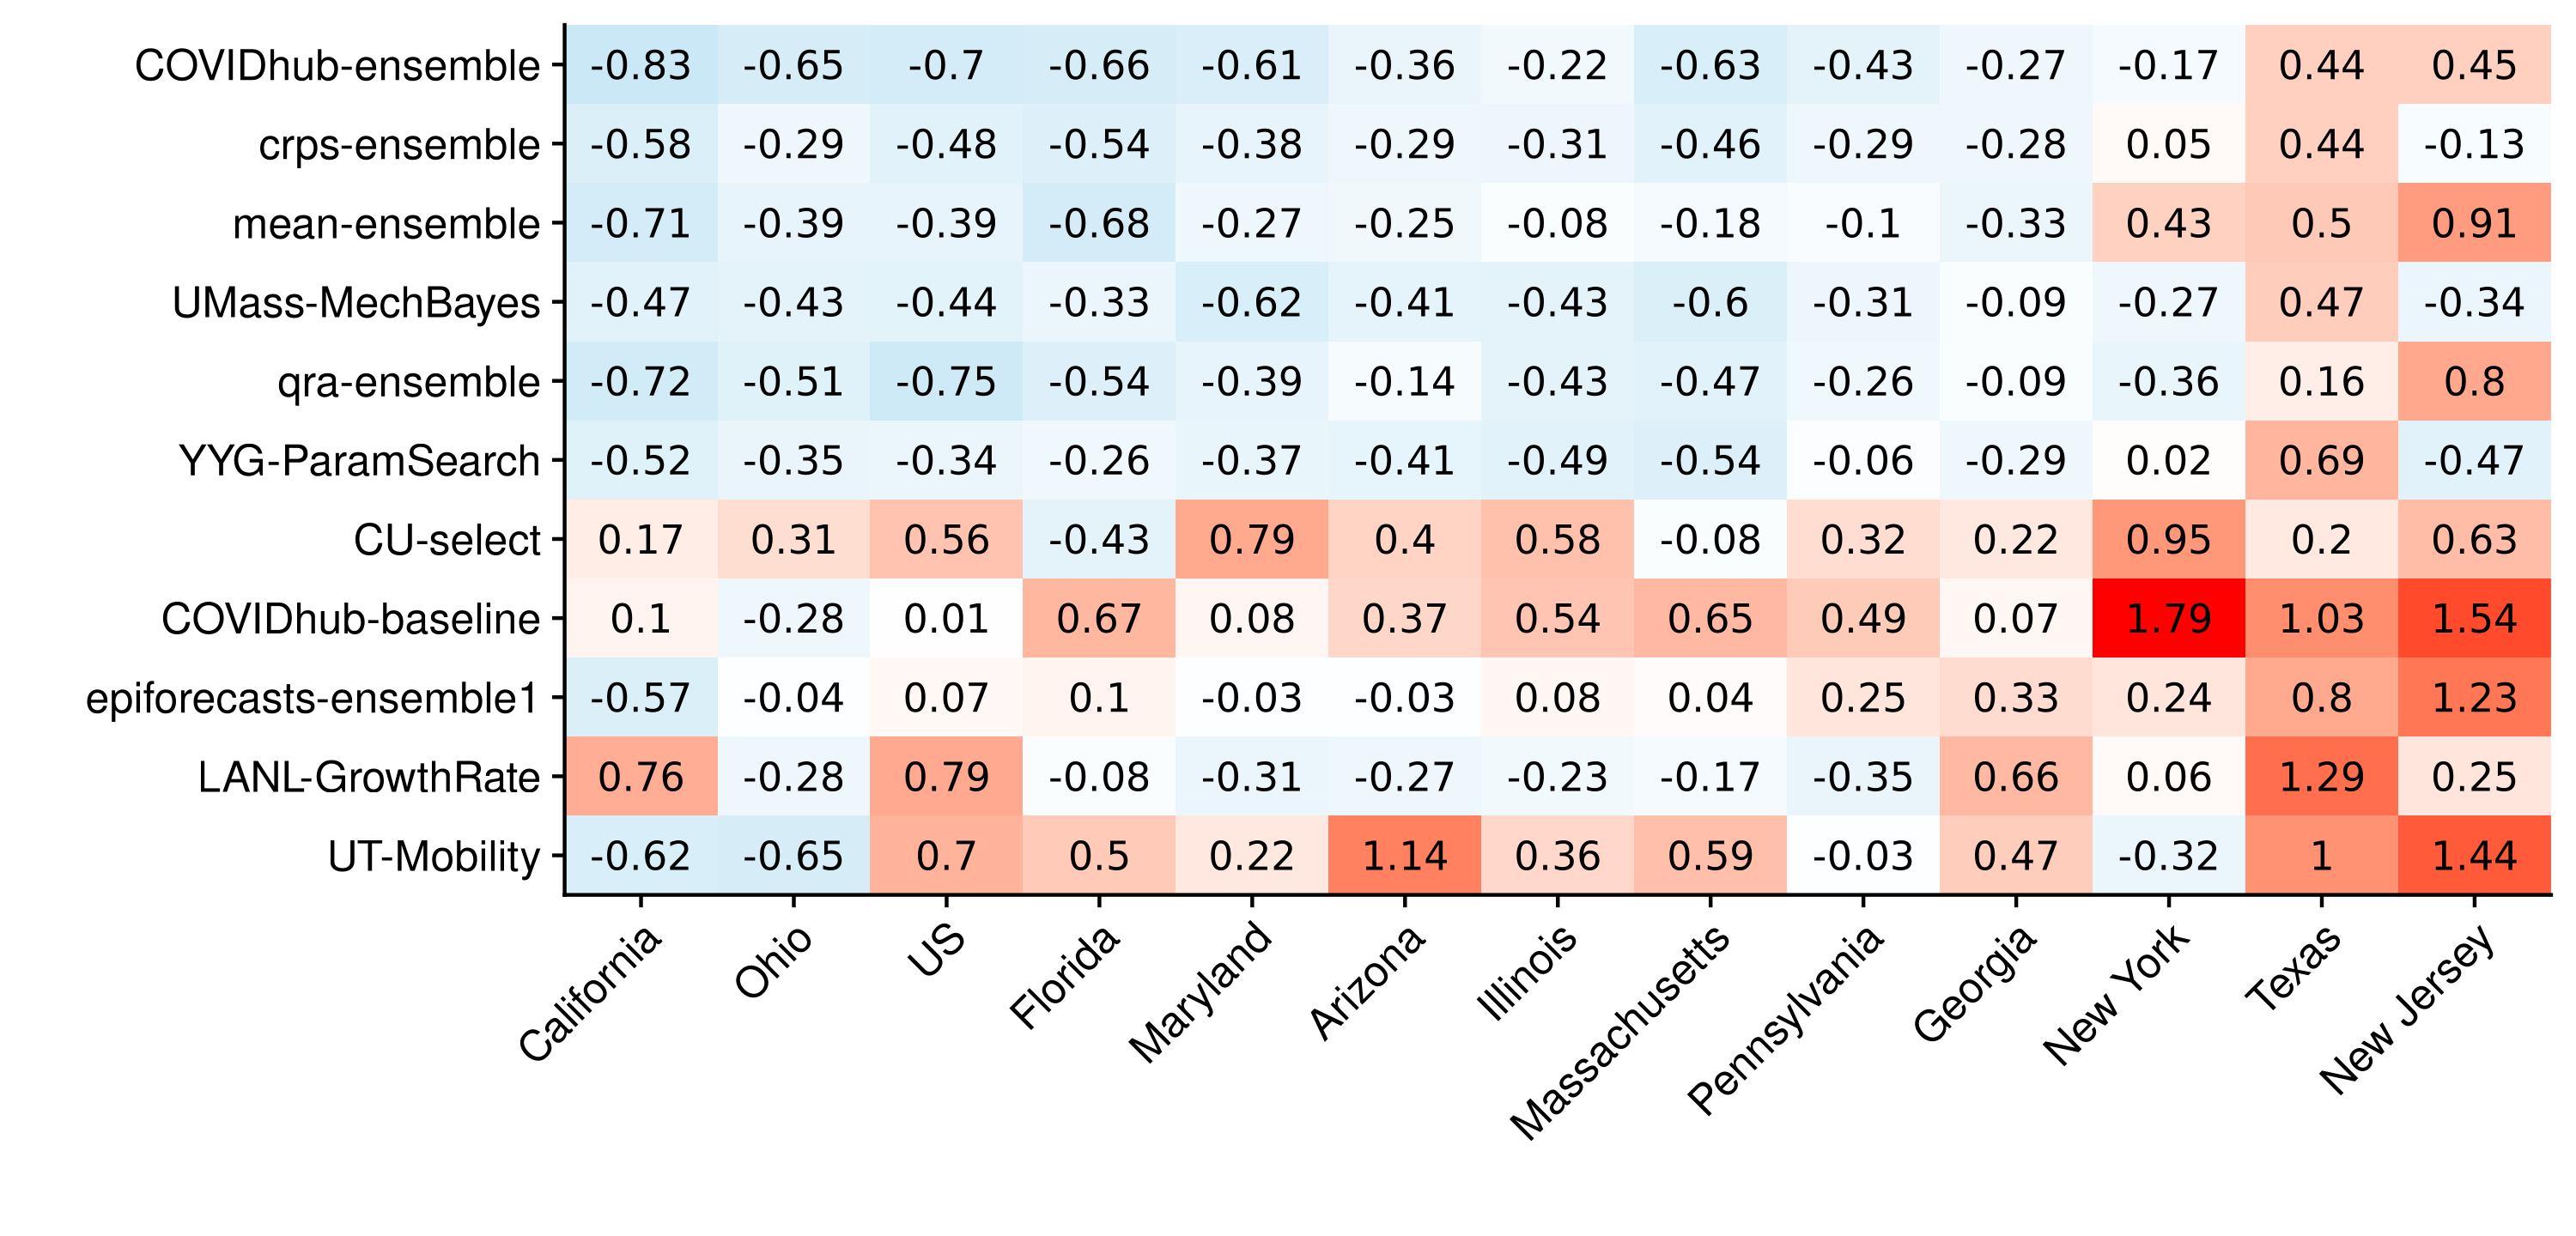 COVIDhub-ensemble -0.83 -0.65 -0.7 -0.66 -0.61 -0.36 -0.22 -0.63 -0.43 -0.27 -0.17 0.44 0.45
crps-ensemble -0.58 -0.29 -0.48 -0.54 -0.38 -0.29 -0.31 -0.46 -0.29 -0.28 0.05 0.44 -0.13
mean-ensemble -0.71 -0.39 -0.39 -0.68 -0.27 -0.25 -0.08 -0.18 -0.1 -0.33 0.43 0.5 0.91
UMass-MechBayes -0.47 -0.43 -0.44 -0.33 -0.62 -0.41 -0.43 -0.6 -0.31 -0.09 -0.27 0.47 -0.34
qra-ensemble -0.72 -0.51 -0.75 -0.54 -0.39 -0.14 -0.43 -0.47 -0.26 -0.09 -0.36 0.16 0.8
YYG-ParamSearch -0.52 -0.35 -0.34 -0.26 -0.37 -0.41 -0.49 -0.54 -0.06 -0.29 0.02 0.69 -0.47
CU-select 0.17 0.31 0.56 -0.43 0.79 0.4 0.58 -0.08 0.32 0.22 0.95 0.2 0.63
COVIDhub-baseline 0.1 -0.28 0.01 0.67 0.08 0.37 0.54 0.65 0.49 0.07 1.79 1.03 1.54
epiforecasts-ensemble1 -0.57 -0.04 0.07 0.1 -0.03 -0.03 0.08 0.04 0.25 0.33 0.24 0.8 1.23
LANL-GrowthRate 0.76 -0.28 0.79 -0.08 -0.31 -0.27 -0.23 -0.17 -0.35 0.66 0.06 1.29 0.25
UT-Mobility -0.62 -0.65 0.7 0.5 0.22 1.14 0.36 0.59 -0.03 0.47 -0.32 1 1.44
California Ohio US Florida Maryland Arizona Illinois Massachusetts Pennsylvania Georgia New York Texas New Jersey